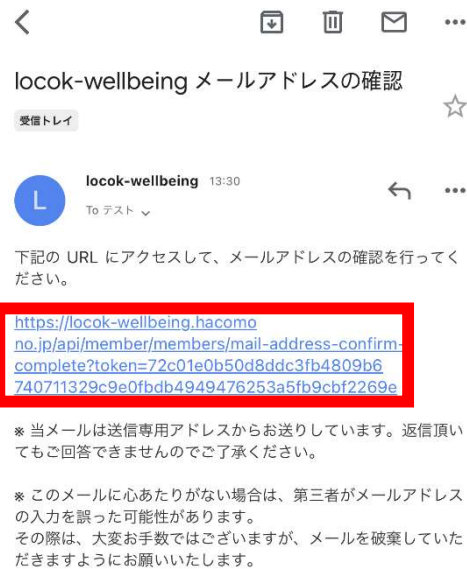 locok-wellbeing メールアドレスの確認
受信トレイ
L
locok-wellbeing 13:30
To テスト
下記の URL にアクセスして、メールアドレスの確認を行ってく
ださい。
https://locok-wellbeing.hacomo
no.jp/api/member/members/mail-address-confirm-
complete?token=72c01e0b50d8ddc3fb4809b6
740711329c9e0fbdb4949476253a5fb9cbf2269e
※ 当メールは送信専用アドレスからお送りしています。返信頂い
てもご回答できませんのでご了承ください。
※ このメールに心あたりがない場合は、第三者がメールアドレス
の入力を誤った可能性があります。
その際は、大変お手数ではございますが、メールを破棄していた
だきますようにお願いいたします。